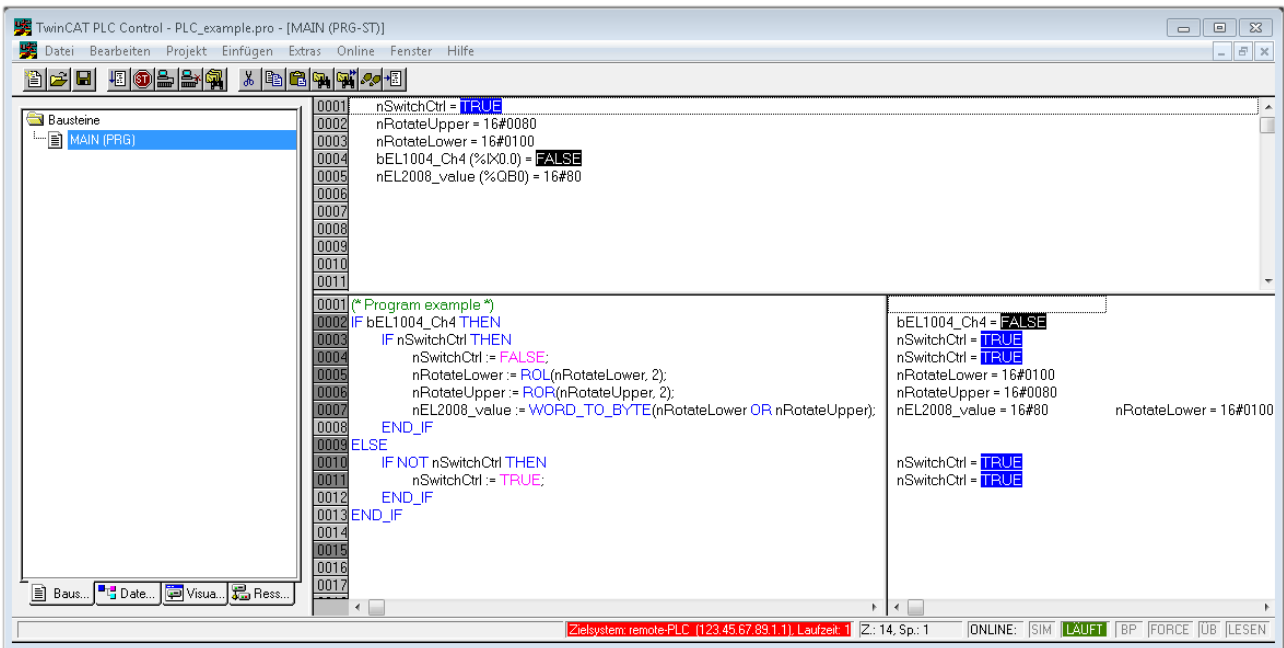 TwinCAT PLC Control - PLC_example.pro - [MAIN (PRG-ST)]
Datei Bearbeiten Projekt Einfügen Extras Online Fenster Hilfe
Bausteine
MAIN (PRG)
0001 nSwitchCtrl = TRUE
0002 nRotateUpper = 16#0080
0003 nRotateLower = 16#0100
0004 bEL1004_Ch4 (%IX0.0) = FALSE
0005 nEL2008_value (%QB0) = 16#80
0006
0007
0008
0009
0010
0011
0001 (* Program example *)
0002 IF bEL1004_Ch4 THEN bEL1004_Ch4 = FALSE
0003 IF nSwitchCtrl THEN nSwitchCtrl = TRUE
0004 nSwitchCtrl := FALSE; nSwitchCtrl = TRUE
0005 nRotateLower := ROL(nRotateLower, 2); nRotateLower = 16#0100
0006 nRotateUpper := ROR(nRotateUpper, 2); nRotateUpper = 16#0080
0007 nEL2008_value := WORD_TO_BYTE(nRotateLower OR nRotateUpper); nEL2008_value = 16#80 nRotateLower = 16#0100
0008 END_IF
0009 ELSE
0010 IF NOT nSwitchCtrl THEN nSwitchCtrl = TRUE
0011 nSwitchCtrl := TRUE; nSwitchCtrl = TRUE
0012 END_IF
0013 END_IF
0014
0015
0016
0017
Baus... Date... Visua... Ress...
Zielsystem: remote-PLC (123.45.67.89.1.1), Laufzeit: 1 Z.: 14, Sp.: 1 ONLINE: SIM LÄUFT BP FORCE ÜB LESEN